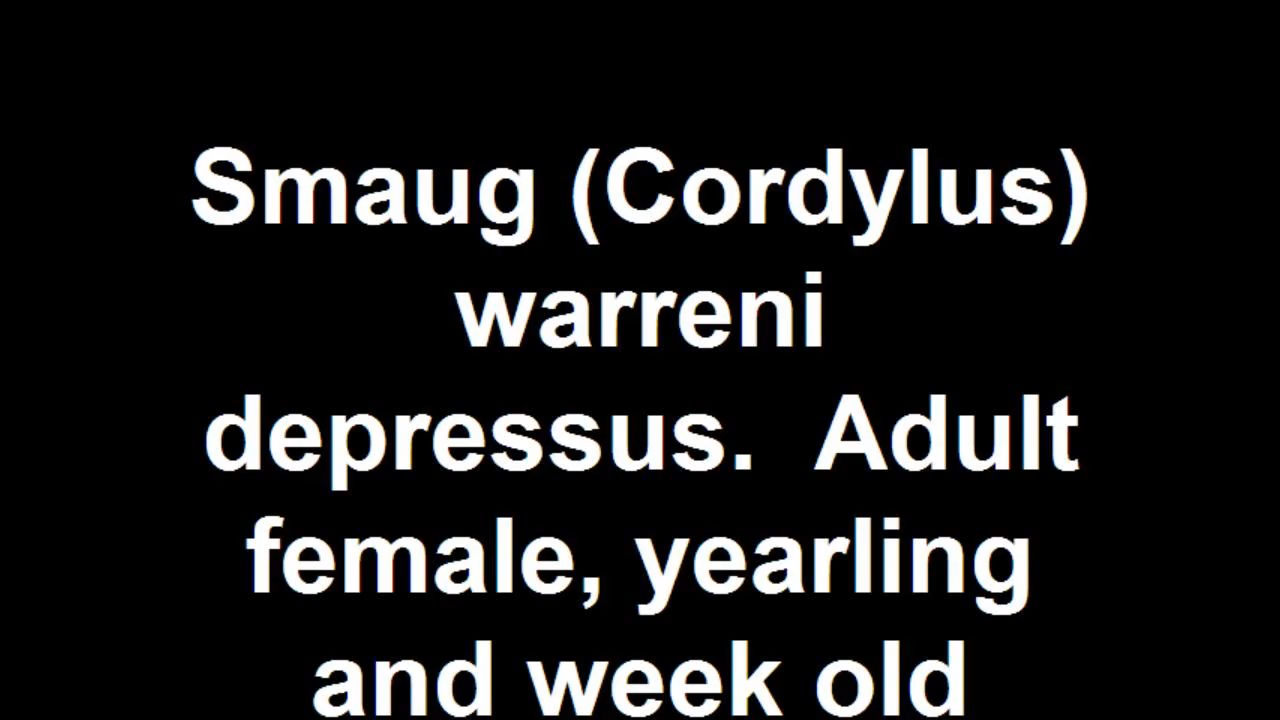 Smaug (Cordylus)
warreni
depressus.  Adult
female, yearling
and week old